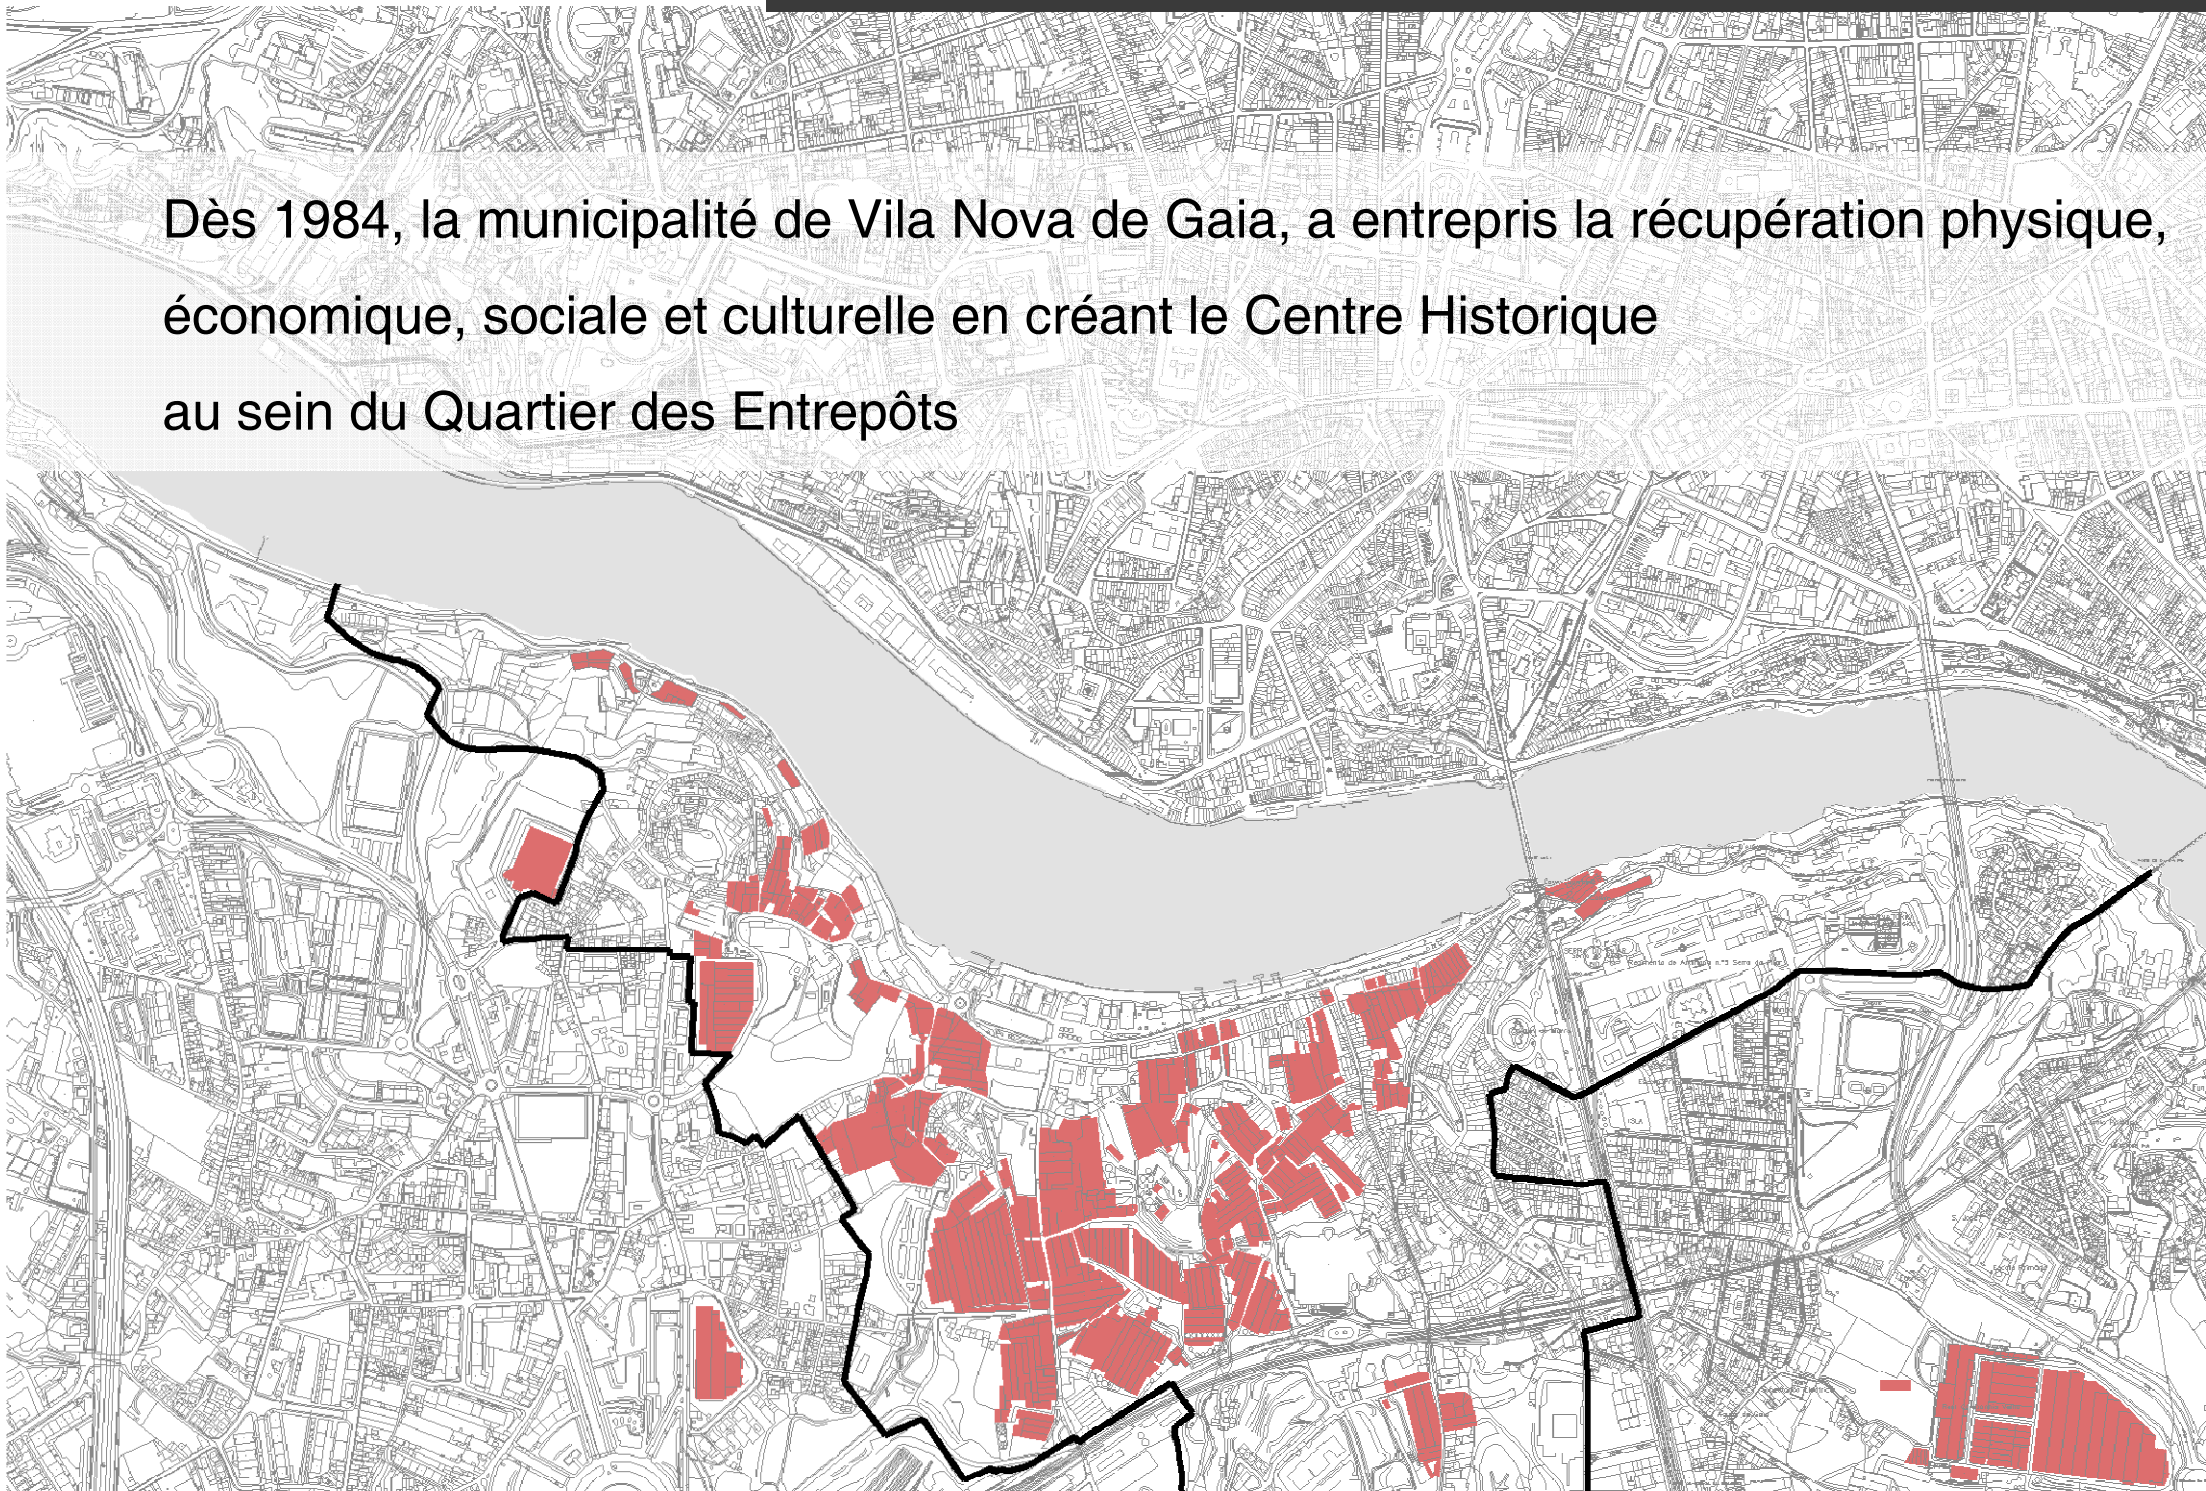 Dès 1984, la municipalité de Vila Nova de Gaia, a entrepris la récupération physique,
économique, sociale et culturelle en créant le Centre Historique
au sein du Quartier des Entrepôts